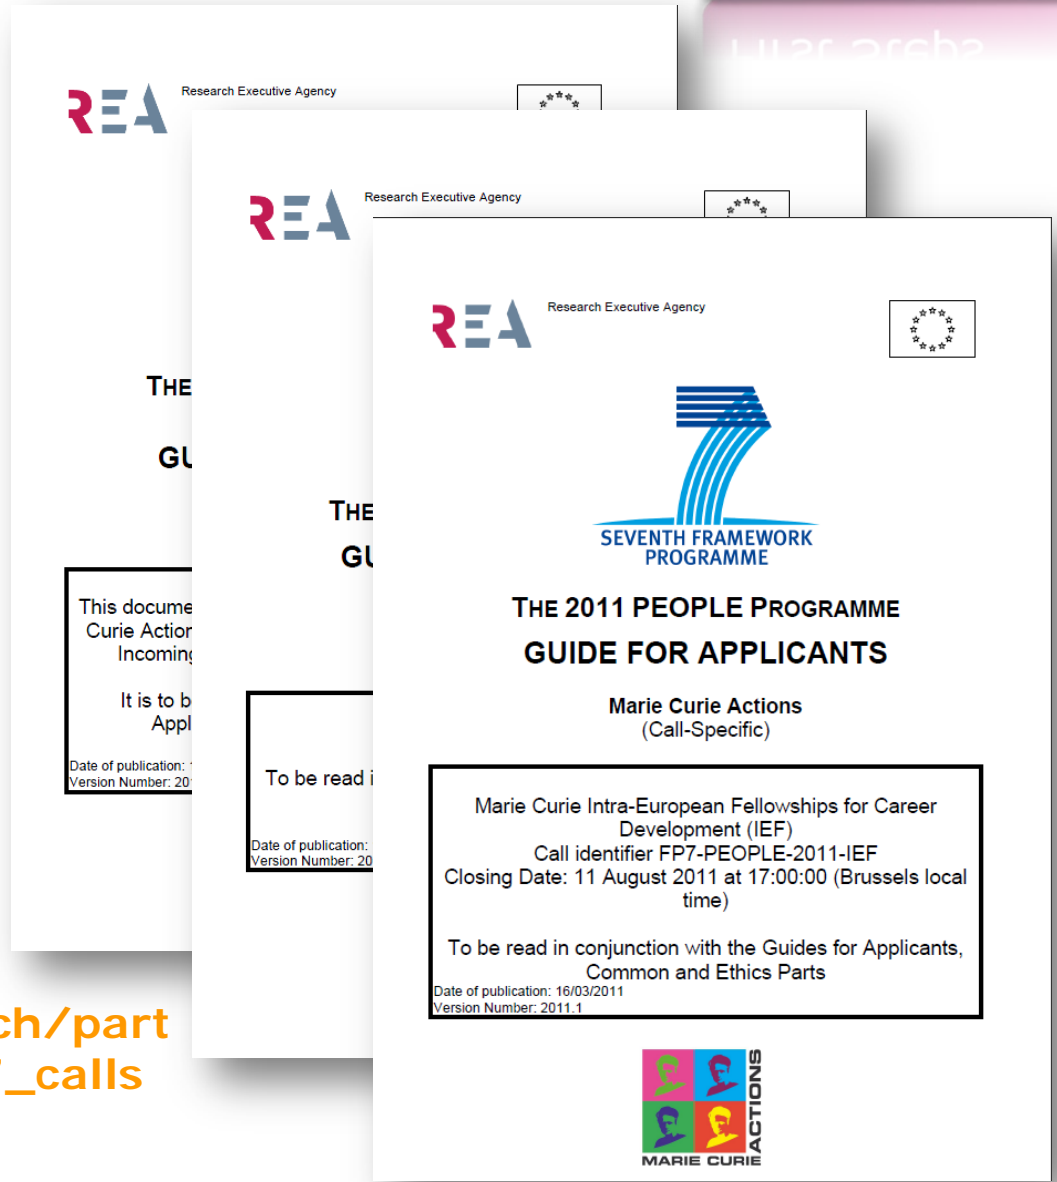 First Steps
REA
Research Executive Agency
THE
GU
This docume
Curie Action
Incoming
It is to b
Appl
Date of publication:
Version Number: 20
REA
Research Executive Agency
THE
GU
To be read i
Date of publication:
Version Number: 20
REA
Research Executive Agency
7
SEVENTH FRAMEWORK
PROGRAMME
THE 2011 PEOPLE PROGRAMME
GUIDE FOR APPLICANTS
Marie Curie Actions
(Call-Specific)
Marie Curie Intra-European Fellowships for Career
Development (IEF)
Call identifier FP7-PEOPLE-2011-IEF
Closing Date: 11 August 2011 at 17:00:00 (Brussels local
time)
To be read in conjunction with the Guides for Applicants,
Common and Ethics Parts
Date of publication: 16/03/2011
Version Number: 2011.1
MARIE CURIE
ACTIONS
ch/part
_calls